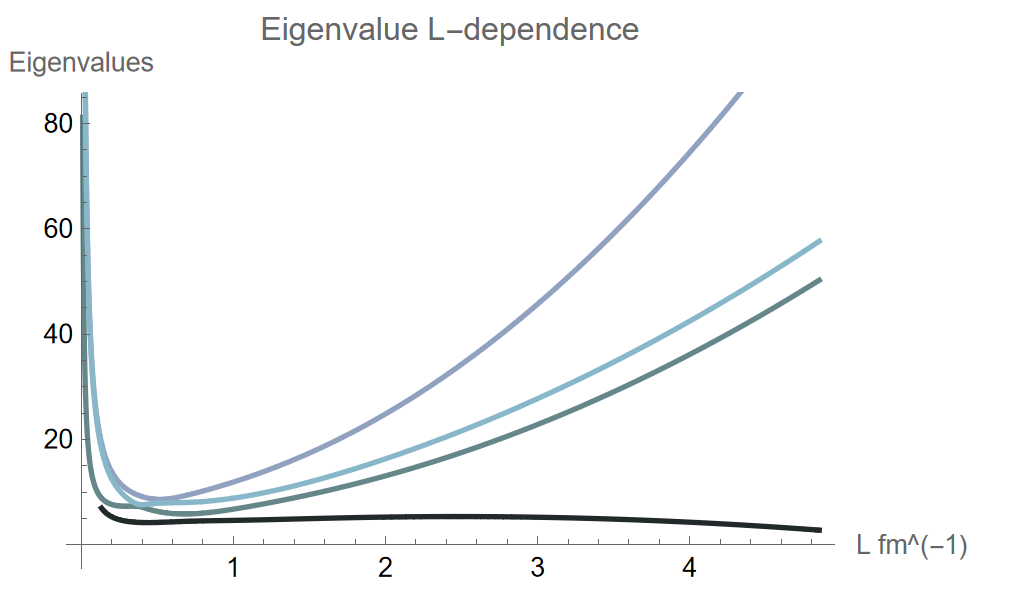 Eigenvalue L−dependence
Eigenvalues
80
60
40
20
1 2 3 4
L fm^(−1)